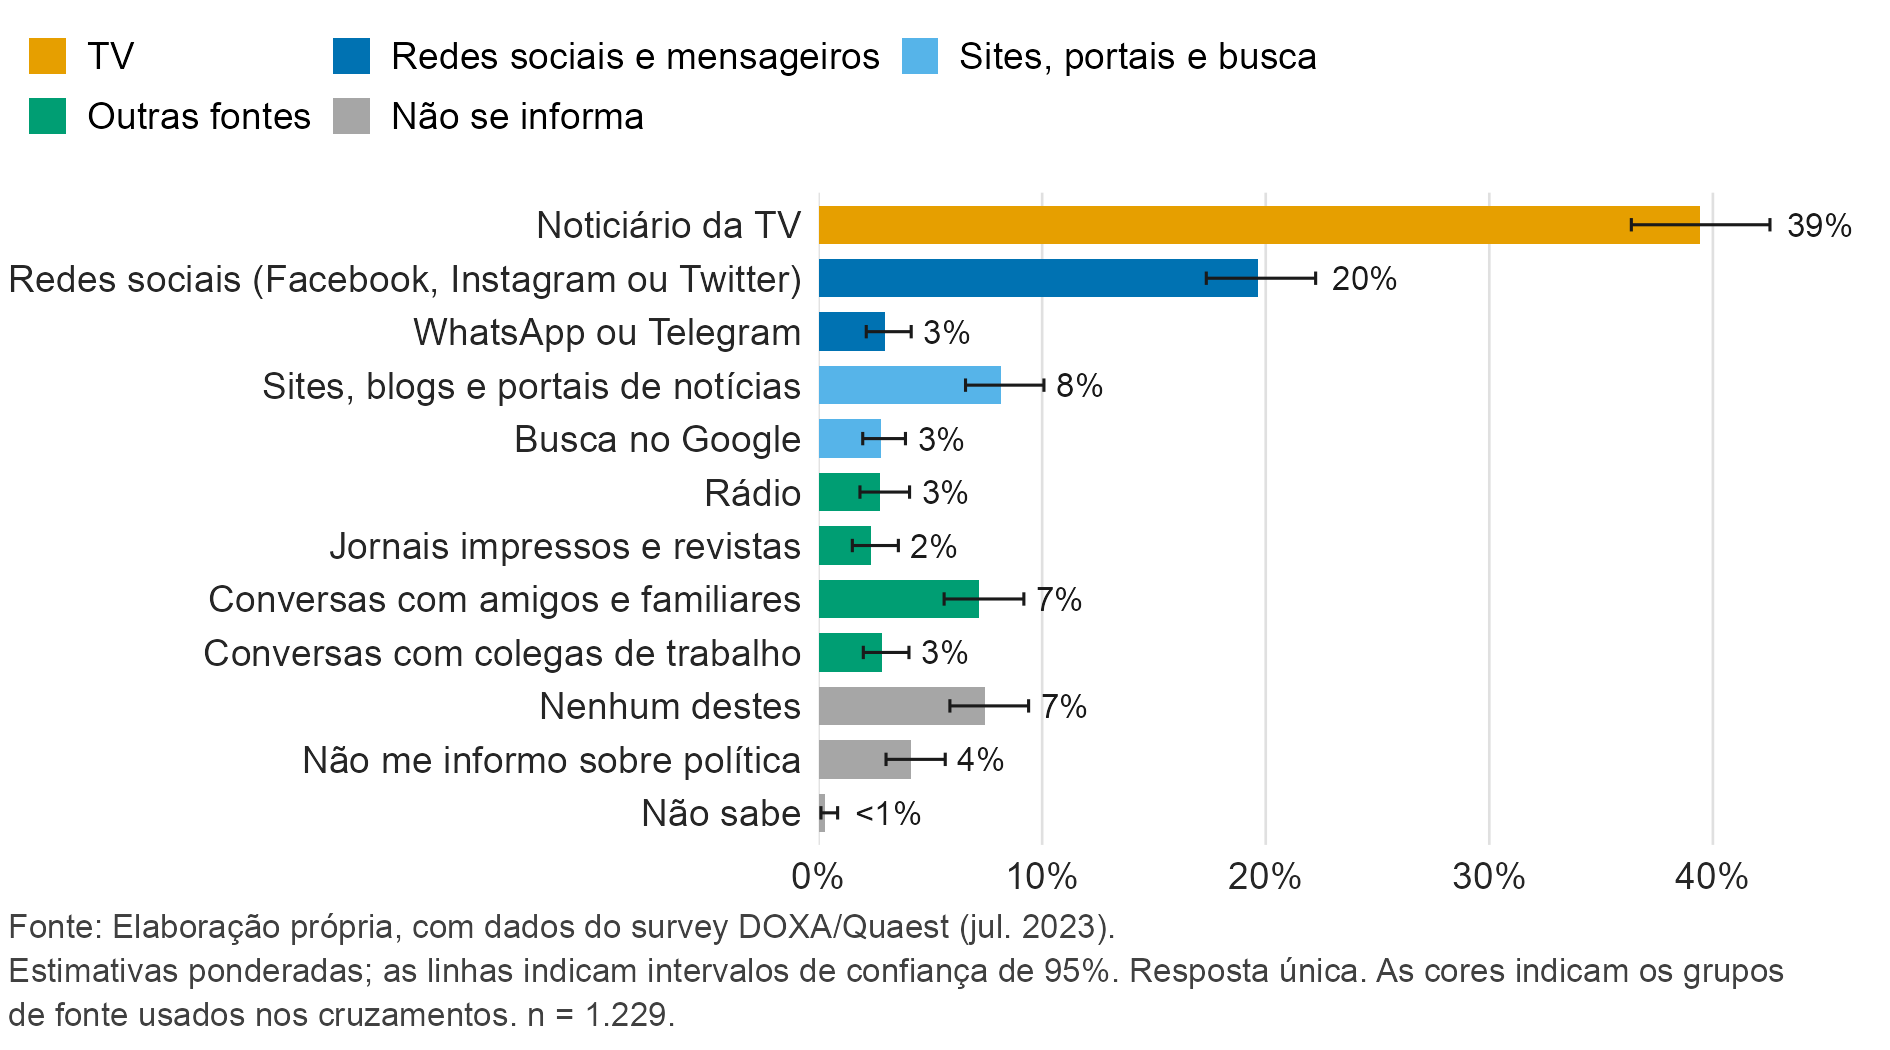 TV
Redes sociais e mensageiros
Sites, portais e busca
Outras fontes
Não se informa
Noticiário da TV 39%
Redes sociais (Facebook, Instagram ou Twitter) 20%
WhatsApp ou Telegram 3%
Sites, blogs e portais de notícias 8%
Busca no Google 3%
Rádio 3%
Jornais impressos e revistas 2%
Conversas com amigos e familiares 7%
Conversas com colegas de trabalho 3%
Nenhum destes 7%
Não me informo sobre política 4%
Não sabe <1%
0% 10% 20% 30% 40%
Fonte: Elaboração própria, com dados do survey DOXA/Quaest (jul. 2023).
Estimativas ponderadas; as linhas indicam intervalos de confiança de 95%. Resposta única. As cores indicam os grupos
de fonte usados nos cruzamentos. n = 1.229.